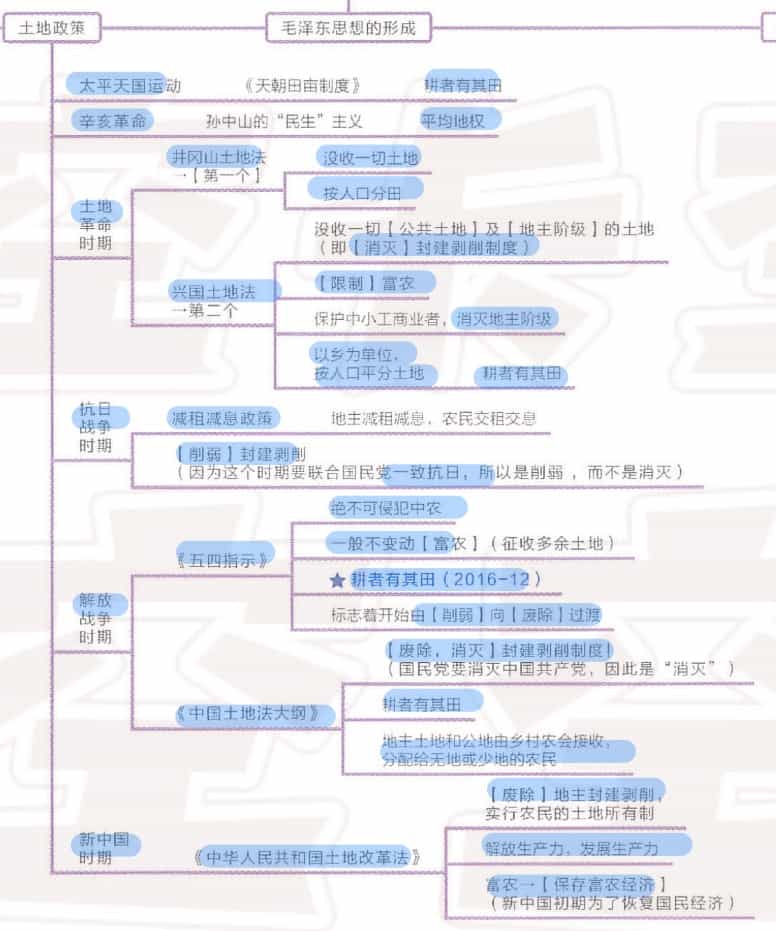 土地政策
毛泽东思想的形成
太平天国运动
《天朝田亩制度》
耕者有其田
辛亥革命
孙中山的“民生”主义
平均地权
土地
革命
时期
井冈山土地法
→【第一个】
没收一切土地
按人口分田
兴国土地法
→第二个
没收一切【公共土地】及【地主阶级】的土地
（即【消灭】封建剥削制度）
【限制】富农
保护中小工商业者，消灭地主阶级
以乡为单位，
按人口平分土地
耕者有其田
抗日
战争
时期
减租减息政策
地主减租减息、农民交租交息
【削弱】封建剥削
（因为这个时期要联合国民党一致抗日，所以是削弱，而不是消灭）
解放
战争
时期
《五四指示》
绝不可侵犯中农
一般不变动【富农】（征收多余土地）
★耕者有其田（2016-12）
标志着开始由【削弱】向【废除】过渡
《中国土地法大纲》
【废除，消灭】封建剥削制度！
（国民党要消灭中国共产党，因此是“消灭”）
耕者有其田
地主土地和公地由乡村农会接收，
分配给无地或少地的农民
新中国
时期
《中华人民共和国土地改革法》
【废除】地主封建剥削，
实行农民的土地所有制
解放生产力，发展生产力
富农→【保存富农经济】
（新中国初期为了恢复国民经济）